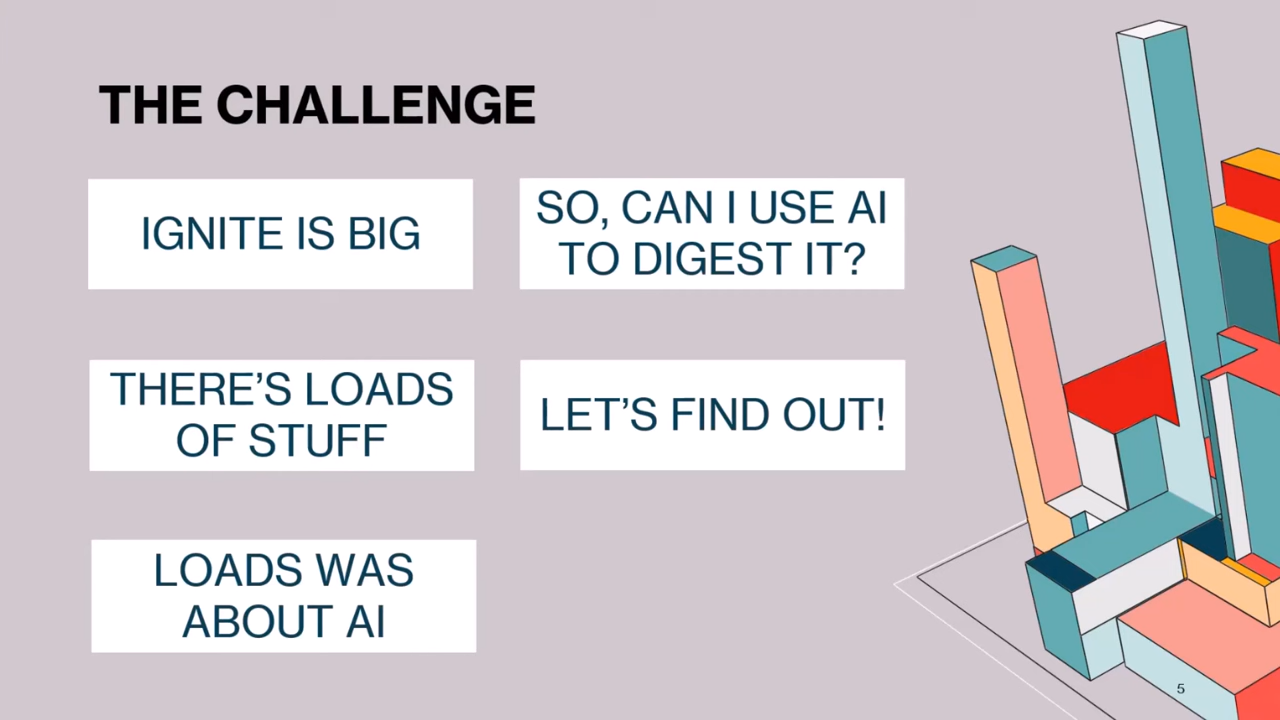 THE CHALLENGE
IGNITE IS BIG
THERE’S LOADS
OF STUFF
LOADS WAS
ABOUT AI
SO, CAN I USE AI
TO DIGEST IT?
LET’S FIND OUT!
5